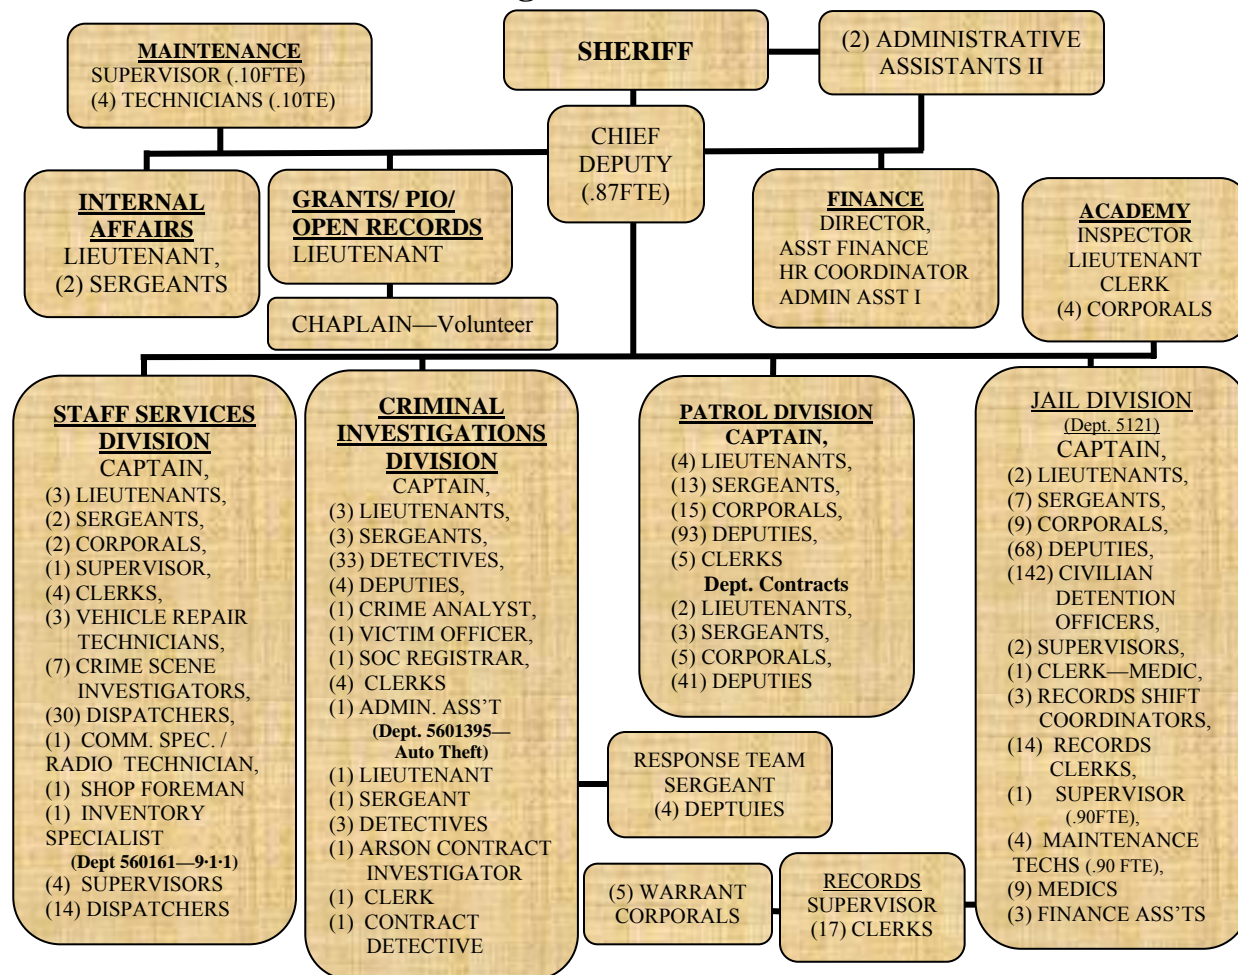 MAINTENANCE
SUPERVISOR (.10FTE)
(4) TECHNICIANS (.10TE)
SHERIFF
(2) ADMINISTRATIVE
ASSISTANTS II
CHIEF
DEPUTY
(.87FTE)
INTERNAL
AFFAIRS
LIEUTENANT,
(2) SERGEANTS
GRANTS/ PIO/
OPEN RECORDS
LIEUTENANT
CHAPLAIN—Volunteer
FINANCE
DIRECTOR,
ASST FINANCE
HR COORDINATOR
ADMIN ASST I
ACADEMY
INSPECTOR
LIEUTENANT
CLERK
(4) CORPORALS
STAFF SERVICES
DIVISION
CAPTAIN,
(3) LIEUTENANTS,
(2) SERGEANTS,
(2) CORPORALS,
(1) SUPERVISOR,
(4) CLERKS,
(3) VEHICLE REPAIR
TECHNICIANS,
(7) CRIME SCENE
INVESTIGATORS,
(30) DISPATCHERS,
(1) COMM. SPEC. /
RADIO TECHNICIAN,
(1) SHOP FOREMAN
(1) INVENTORY
SPECIALIST
(Dept 560161—9·1·1)
(4) SUPERVISORS
(14) DISPATCHERS
CRIMINAL
INVESTIGATIONS
DIVISION
CAPTAIN,
(3) LIEUTENANTS,
(3) SERGEANTS,
(33) DETECTIVES,
(4) DEPUTIES,
(1) CRIME ANALYST,
(1) VICTIM OFFICER,
(1) SOC REGISTRAR,
(4) CLERKS
(1) ADMIN. ASS'T
(Dept. 5601395—
Auto Theft)
(1) LIEUTENANT
(1) SERGEANT
(3) DETECTIVES
(1) ARSON CONTRACT
INVESTIGATOR
(1) CLERK
(1) CONTRACT
DETECTIVE
PATROL DIVISION
CAPTAIN,
(4) LIEUTENANTS,
(13) SERGEANTS,
(15) CORPORALS,
(93) DEPUTIES,
(5) CLERKS
Dept. Contracts
(2) LIEUTENANTS,
(3) SERGEANTS,
(5) CORPORALS,
(41) DEPUTIES
RESPONSE TEAM
SERGEANT
(4) DEPTUIES
(5) WARRANT
CORPORALS
RECORDS
SUPERVISOR
(17) CLERKS
JAIL DIVISION
(Dept. 5121)
CAPTAIN,
(2) LIEUTENANTS,
(7) SERGEANTS,
(9) CORPORALS,
(68) DEPUTIES,
(142) CIVILIAN
DETENTION
OFFICERS,
(2) SUPERVISORS,
(1) CLERK—MEDIC,
(3) RECORDS SHIFT
COORDINATORS,
(14) RECORDS
CLERKS,
(1) SUPERVISOR
(.90FTE),
(4) MAINTENANCE
TECHS (.90 FTE),
(9) MEDICS
(3) FINANCE ASS'TS